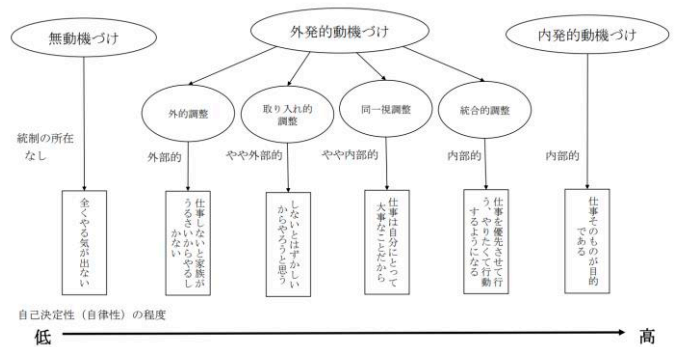 無動機づけ
外発的動機づけ
内発的動機づけ
外的調整
取り入れ的
調整
同一視調整
統合的調整
統制の所在
なし
外部的
やや外部的
やや内部的
内部的
内部的
全くやる気が出ない
仕事しないと家族が
うるさいからやるし
かない
しないとはずかしい
からやろうと思う
仕事は自分にとって
大事なことだから
仕事を優先させて行
う、やりたくて行動
するようになる
仕事そのものが目的
である
自己決定性（自律性）の程度
低
高